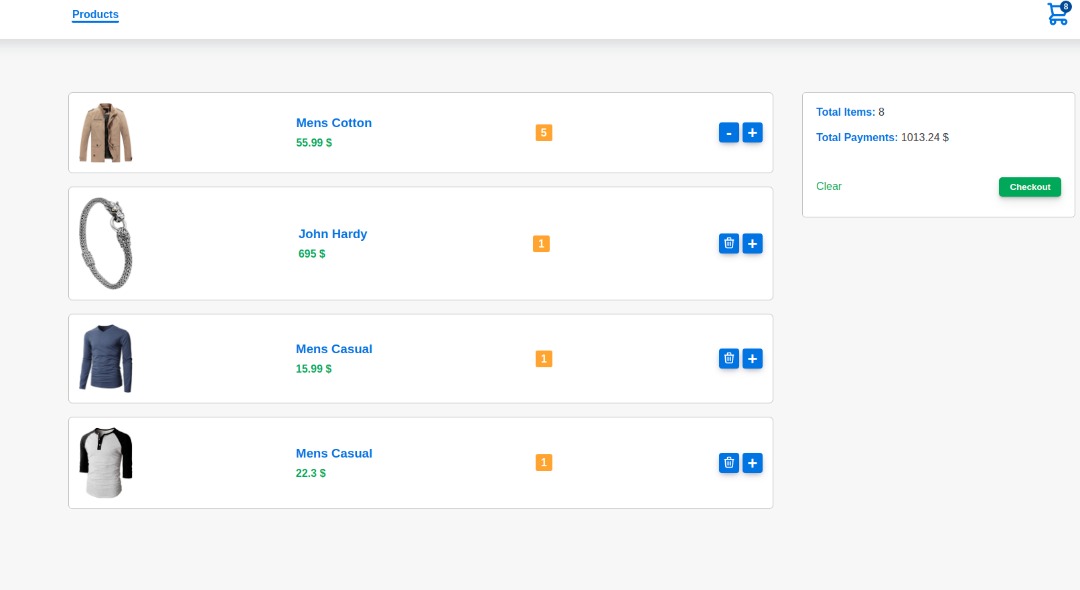 Products
8
Mens Cotton
55.99 $
5
- +
John Hardy
695 $
1
+
Mens Casual
15.99 $
1
+
Mens Casual
22.3 $
1
+
Total Items: 8
Total Payments: 1013.24 $
Clear
Checkout